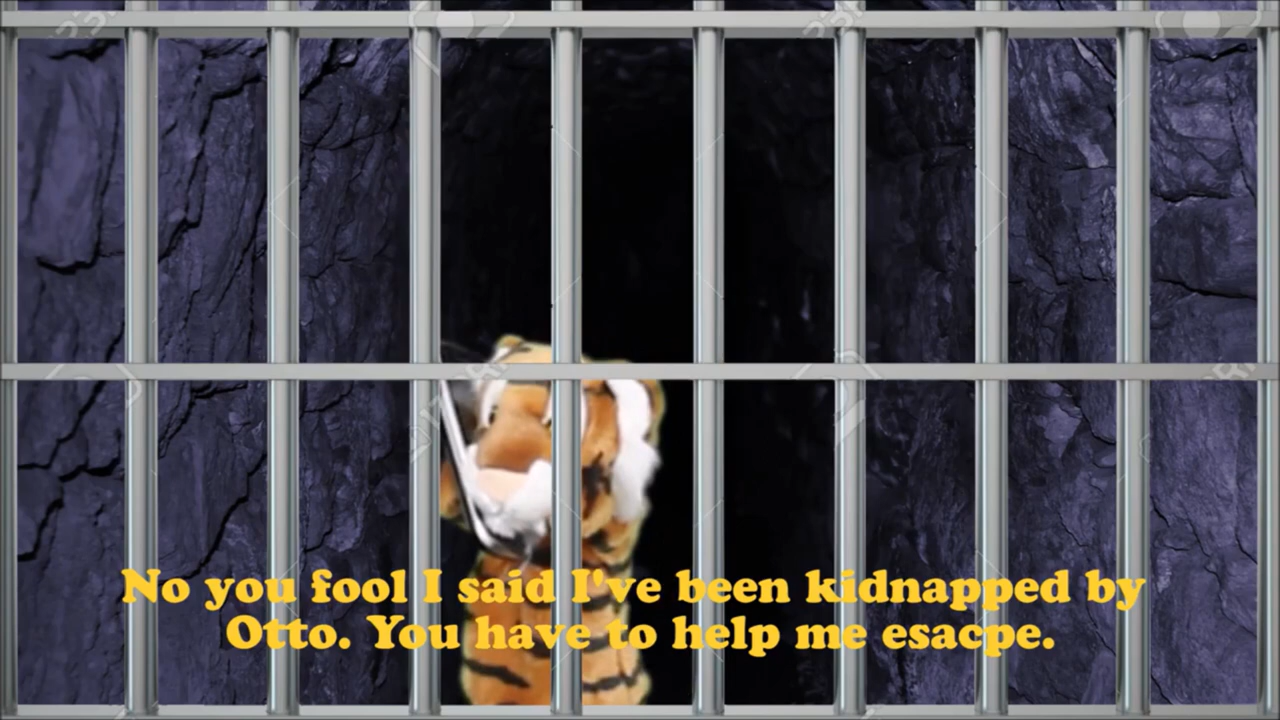 No you fool I said I've been kidnapped by
Otto. You have to help me esacpe.